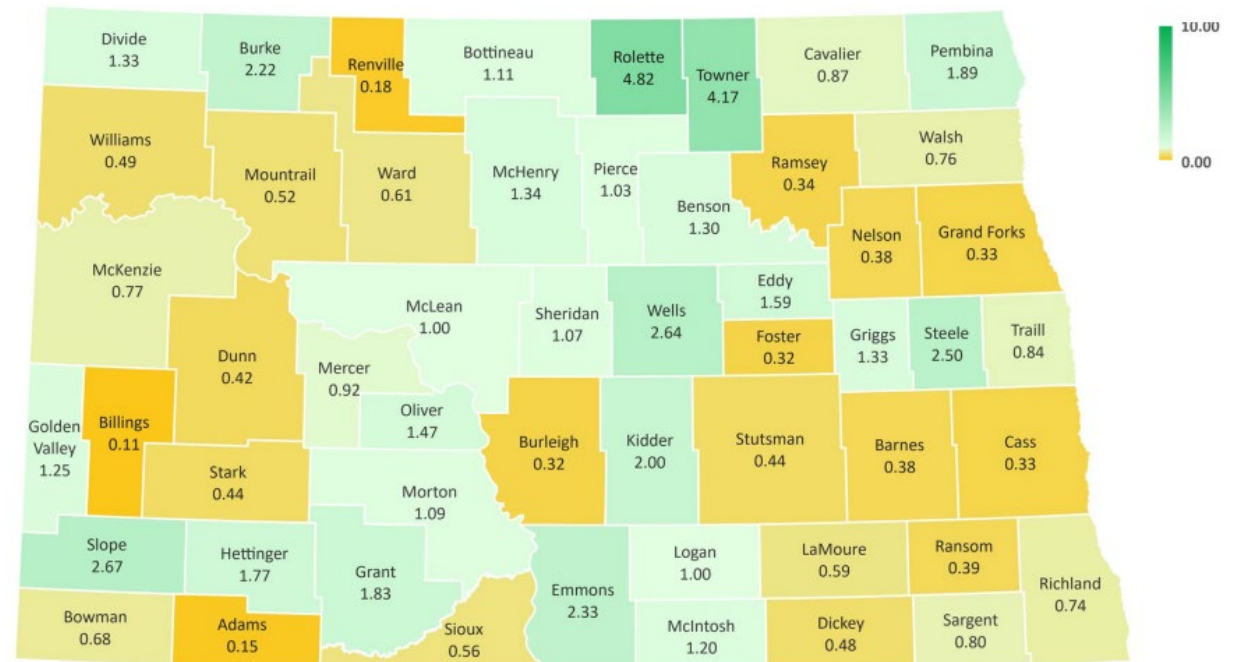 Divide
1.33
Burke
2.22
Renville
0.18
Bottineau
1.11
Rolette
4.82
Towner
4.17
Cavalier
0.87
Pembina
1.89
10.00
0.00
Williams
0.49
Mountrail
0.52
Ward
0.61
McHenry
1.34
Pierce
1.03
Benson
1.30
Ramsey
0.34
Walsh
0.76
Nelson
0.38
Grand Forks
0.33
McKenzie
0.77
Dunn
0.42
McLean
1.00
Mercer
0.92
Oliver
1.47
Sheridan
1.07
Wells
2.64
Eddy
1.59
Foster
0.32
Griggs
1.33
Steele
2.50
Traill
0.84
Golden
Valley
1.25
Billings
0.11
Stark
0.44
Morton
1.09
Burleigh
0.32
Kidder
2.00
Stutsman
0.44
Barnes
0.38
Cass
0.33
Slope
2.67
Hettinger
1.77
Grant
1.83
Emmons
2.33
Logan
1.00
LaMoure
0.59
Ransom
0.39
Richland
0.74
Bowman
0.68
Adams
0.15
Sioux
0.56
McIntosh
1.20
Dickey
0.48
Sargent
0.80